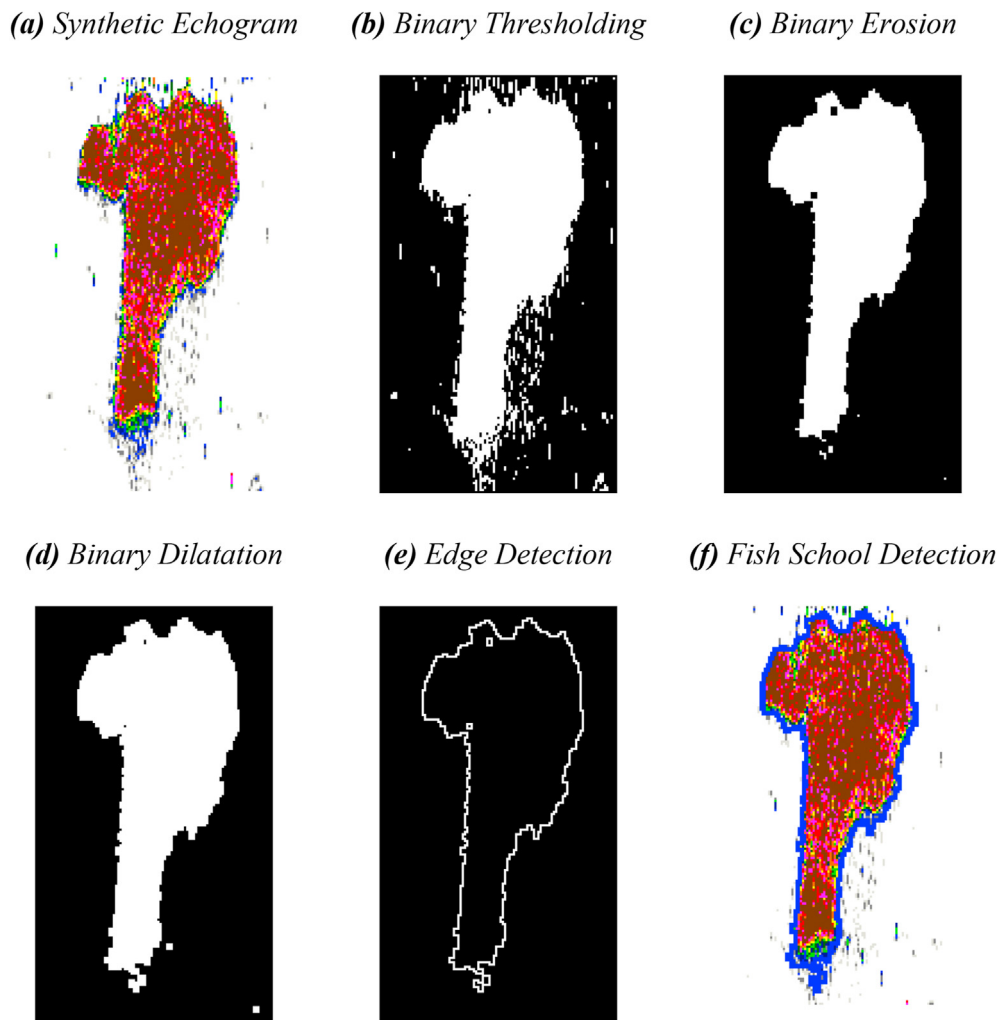 (a) Synthetic Echogram
(b) Binary Thresholding
(c) Binary Erosion
(d) Binary Dilatation
(e) Edge Detection
(f) Fish School Detection